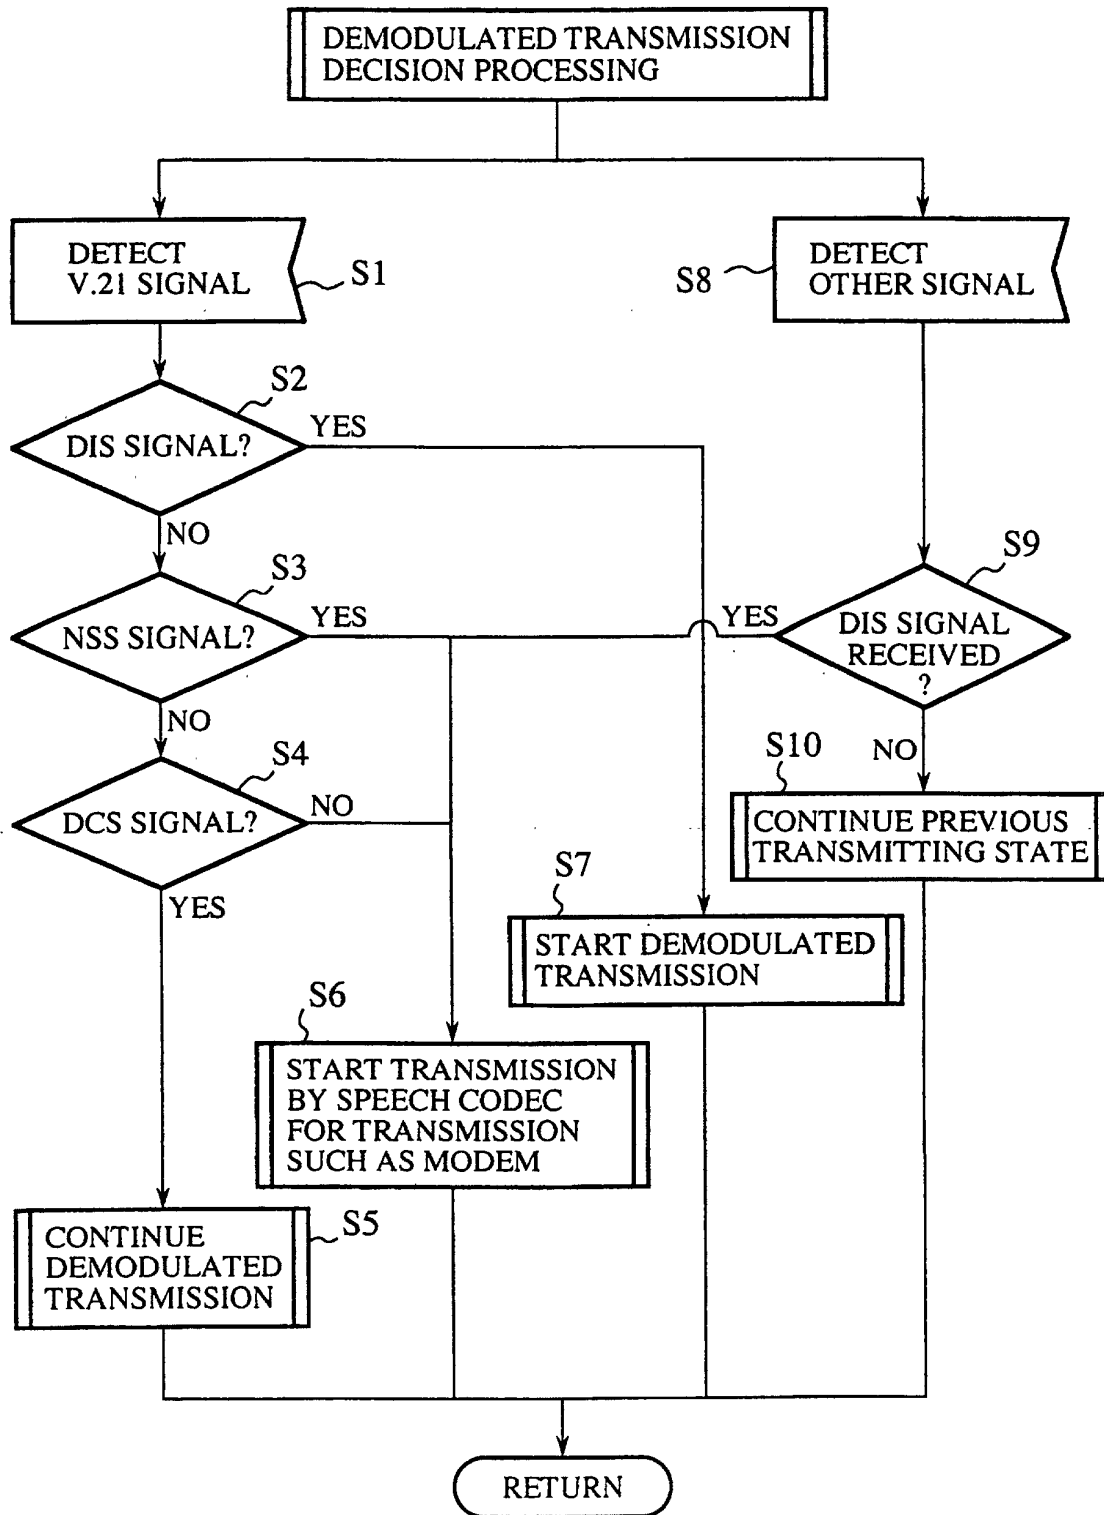 DEMODULATED TRANSMISSION
DECISION PROCESSING
DETECT
V.21 SIGNAL
S1
S8
DETECT
OTHER SIGNAL
S2
DIS SIGNAL?
YES
NO
S3
NSS SIGNAL?
YES
NO
S9
YES
DIS SIGNAL
RECEIVED
?
NO
S4
DCS SIGNAL?
NO
YES
S10
CONTINUE PREVIOUS
TRANSMITTING STATE
S7
START DEMODULATED
TRANSMISSION
S6
START TRANSMISSION
BY SPEECH CODEC
FOR TRANSMISSION
SUCH AS MODEM
S5
CONTINUE
DEMODULATED
TRANSMISSION
RETURN